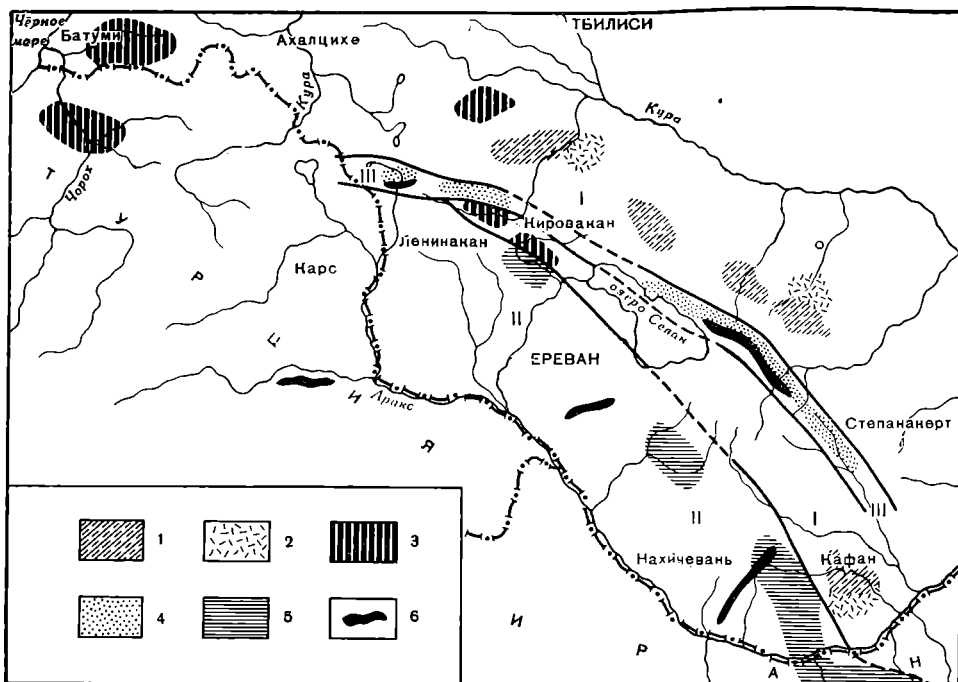 Чёрное
море
Батуми
Ахалцихе
ТБИЛИСИ
Кура
Кура
Чорох
Т
У
Р
Ц
И
Я
III
I
Кировакан
Ленинакан
Карс
II
озеро Севан
ЕРЕВАН
Аракс
Степанакерт
III
II
I
Нахичевань
Кафан
И
Р
А
Н
1
2
3
4
5
6